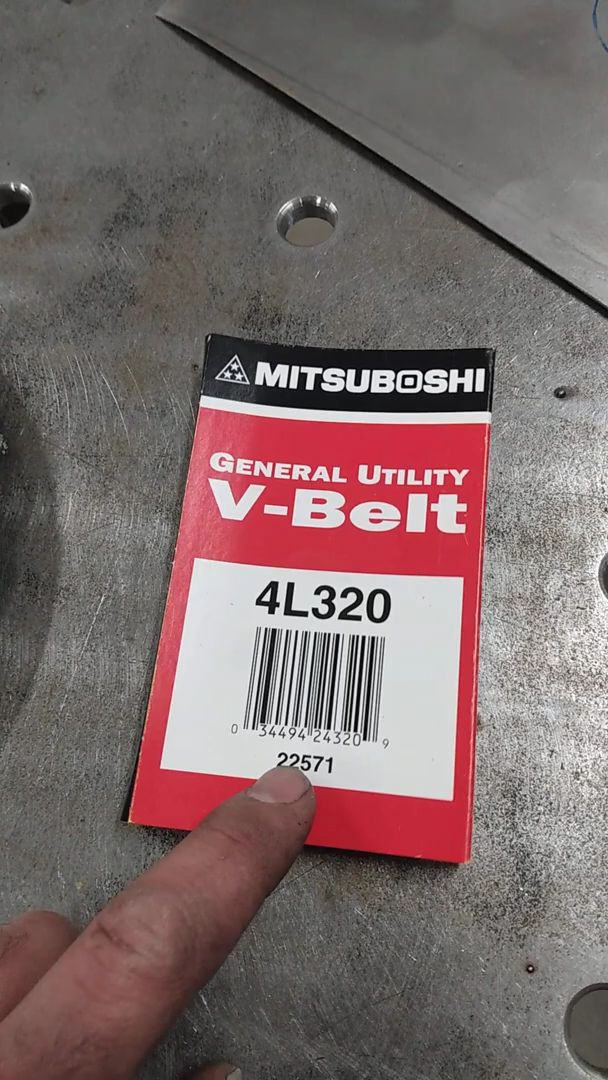 MITSUBOSHI
GENERAL UTILITY
V-Belt
4L320
0 34494 24320 9
22571